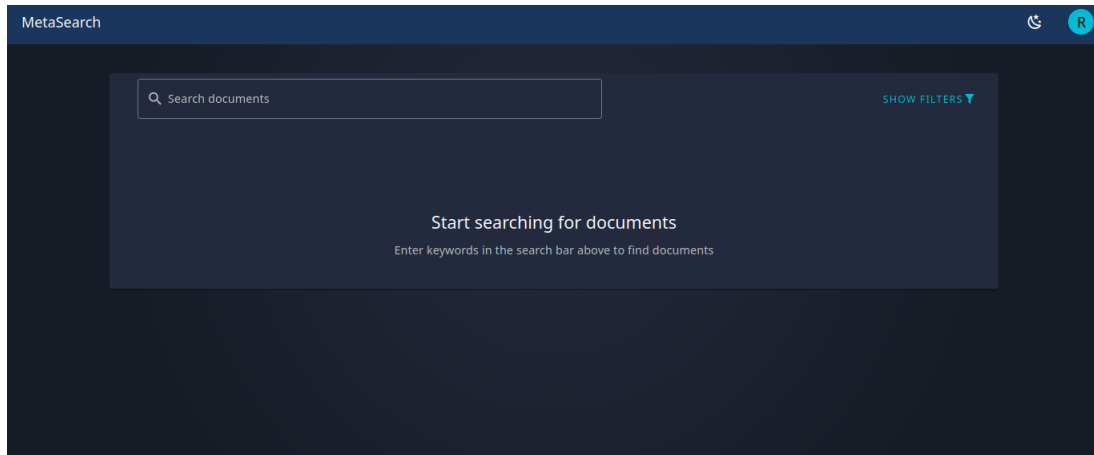 MetaSearch
R
Search documents
SHOW FILTERS
Start searching for documents
Enter keywords in the search bar above to find documents